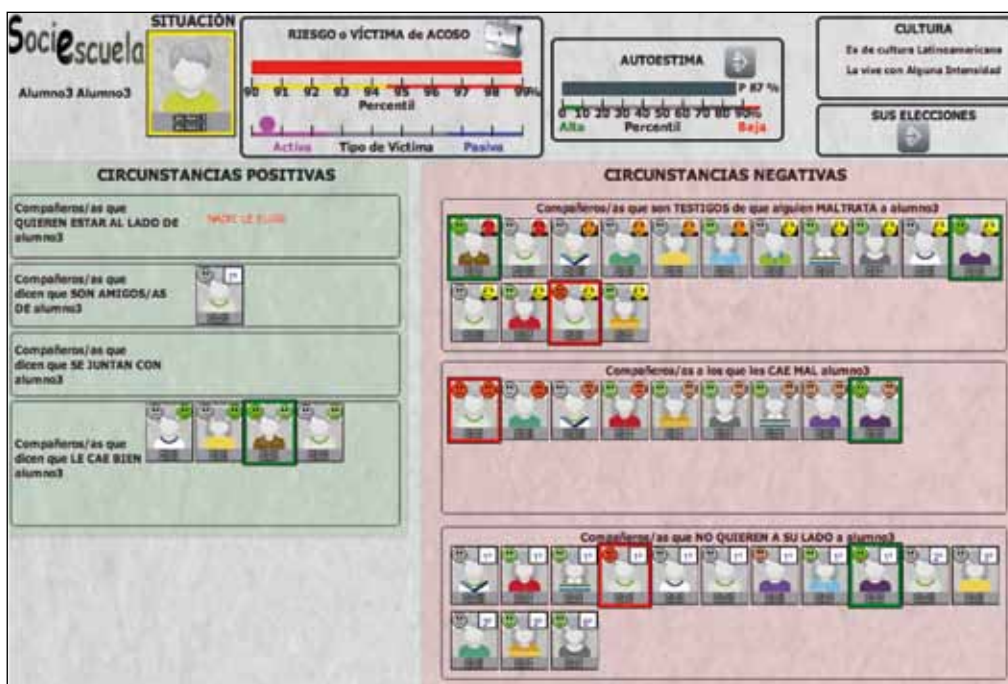 SociEscuela
Alumno3 Alumno3
SITUACIÓN
RIESGO o VÍCTIMA de ACOSO
90 91 92 93 94 95 96 97 98 99%
Percentil
Activa Tipo de Víctima Pasiva
AUTOESTIMA
P 87 %
0 10 20 30 40 50 60 70 80 90%
Alta Percentil Baja
CULTURA
Es de cultura Latinoamericana
La vive con Alguna Intensidad
SUS ELECCIONES
CIRCUNSTANCIAS POSITIVAS
Compañeros/as que
QUIEREN ESTAR AL LADO DE
alumno3
NADIE LE ELIGE
Compañeros/as que
dicen que SON AMIGOS/AS
DE alumno3
Compañeros/as que
dicen que SE JUNTAN CON
alumno3
Compañeros/as que
dicen que LE CAE BIEN
alumno3
CIRCUNSTANCIAS NEGATIVAS
Compañeros/as que son TESTIGOS de que alguien MALTRATA a alumno3
Compañeros/as a los que les CAE MAL alumno3
Compañeros/as que NO QUIEREN A SU LADO a alumno3